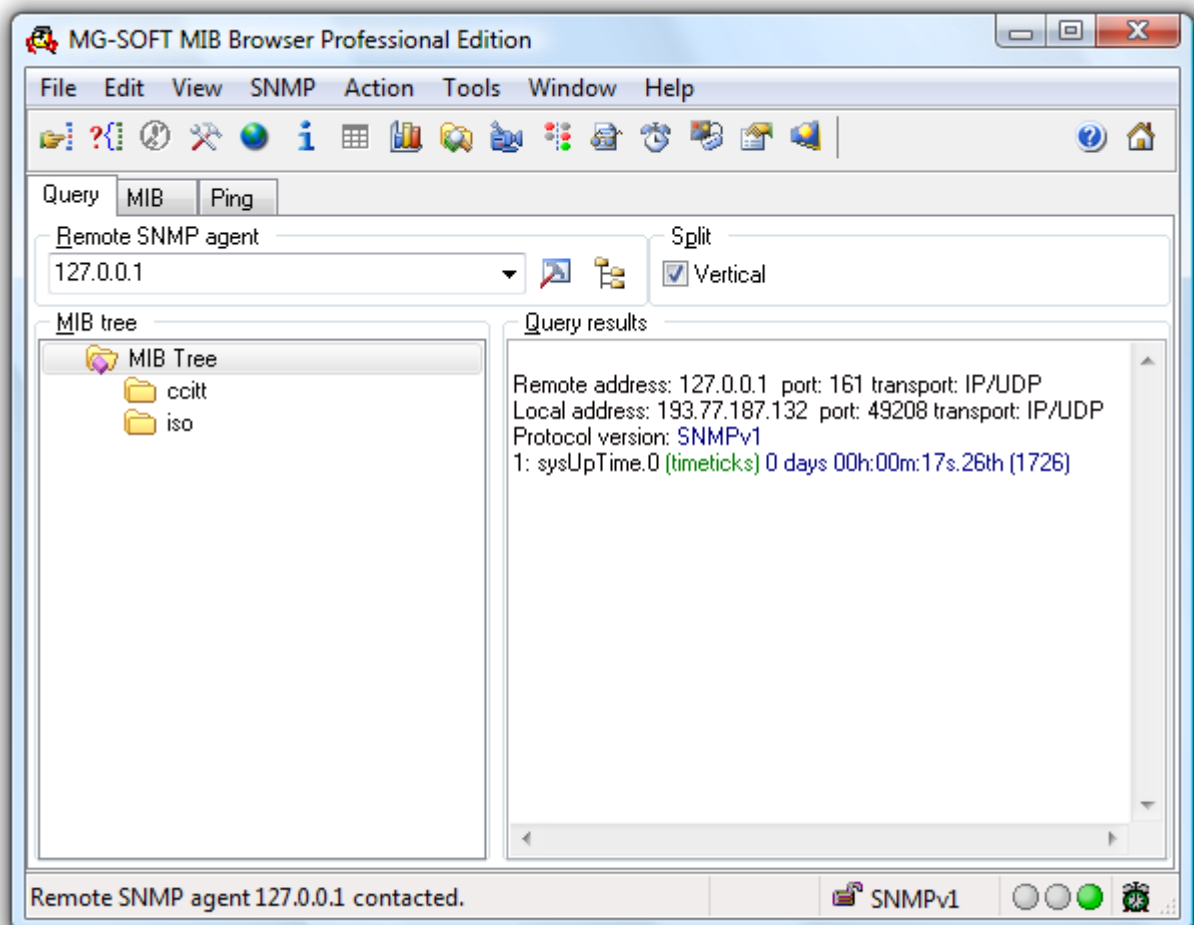 MG-SOFT MIB Browser Professional Edition
File Edit View SNMP Action Tools Window Help
Query MIB Ping
Remote SNMP agent
Split
127.0.0.1
Vertical
MIB tree
Query results
MIB Tree
ccitt
iso
Remote address: 127.0.0.1 port: 161 transport: IP/UDP
Local address: 193.77.187.132 port: 49208 transport: IP/UDP
Protocol version: SNMPv1
1: sysUpTime.0 (timeticks) 0 days 00h:00m:17s.26th (1726)
Remote SNMP agent 127.0.0.1 contacted.
SNMPv1